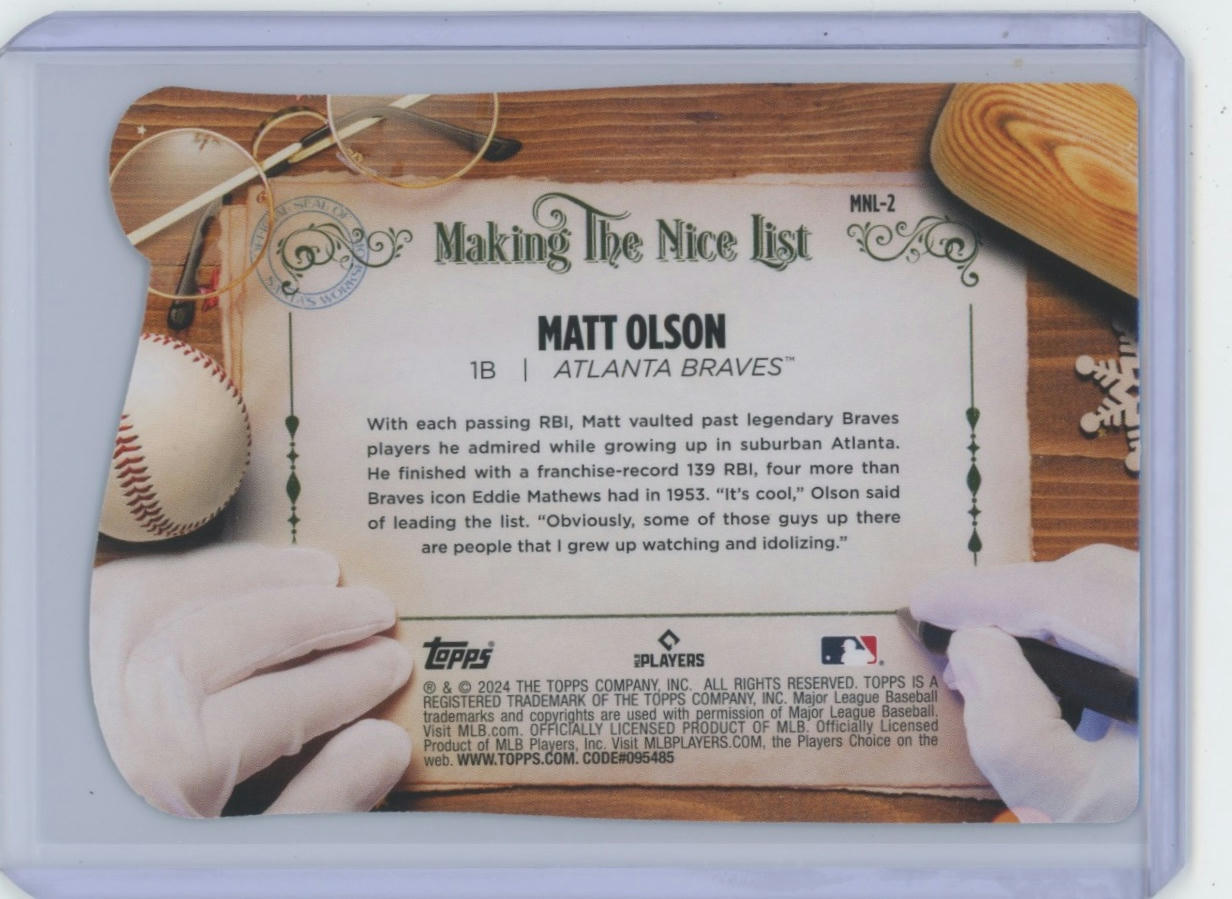 MNL-2
Making The Nice List
MATT OLSON
1B | ATLANTA BRAVES™
With each passing RBI, Matt vaulted past legendary Braves
players he admired while growing up in suburban Atlanta.
He finished with a franchise-record 139 RBI, four more than
Braves icon Eddie Mathews had in 1953. “It’s cool,” Olson said
of leading the list. “Obviously, some of those guys up there
are people that I grew up watching and idolizing.”
Topps®
MLB PLAYERS
® & © 2024 THE TOPPS COMPANY, INC. ALL RIGHTS RESERVED. TOPPS IS A
REGISTERED TRADEMARK OF THE TOPPS COMPANY, INC. Major League Baseball
trademarks and copyrights are used with permission of Major League Baseball.
Visit MLB.com. OFFICIALLY LICENSED PRODUCT OF MLB. Officially Licensed
Product of MLB Players, Inc. Visit MLBPLAYERS.COM, the Players Choice on the
web. WWW.TOPPS.COM. CODE#095485